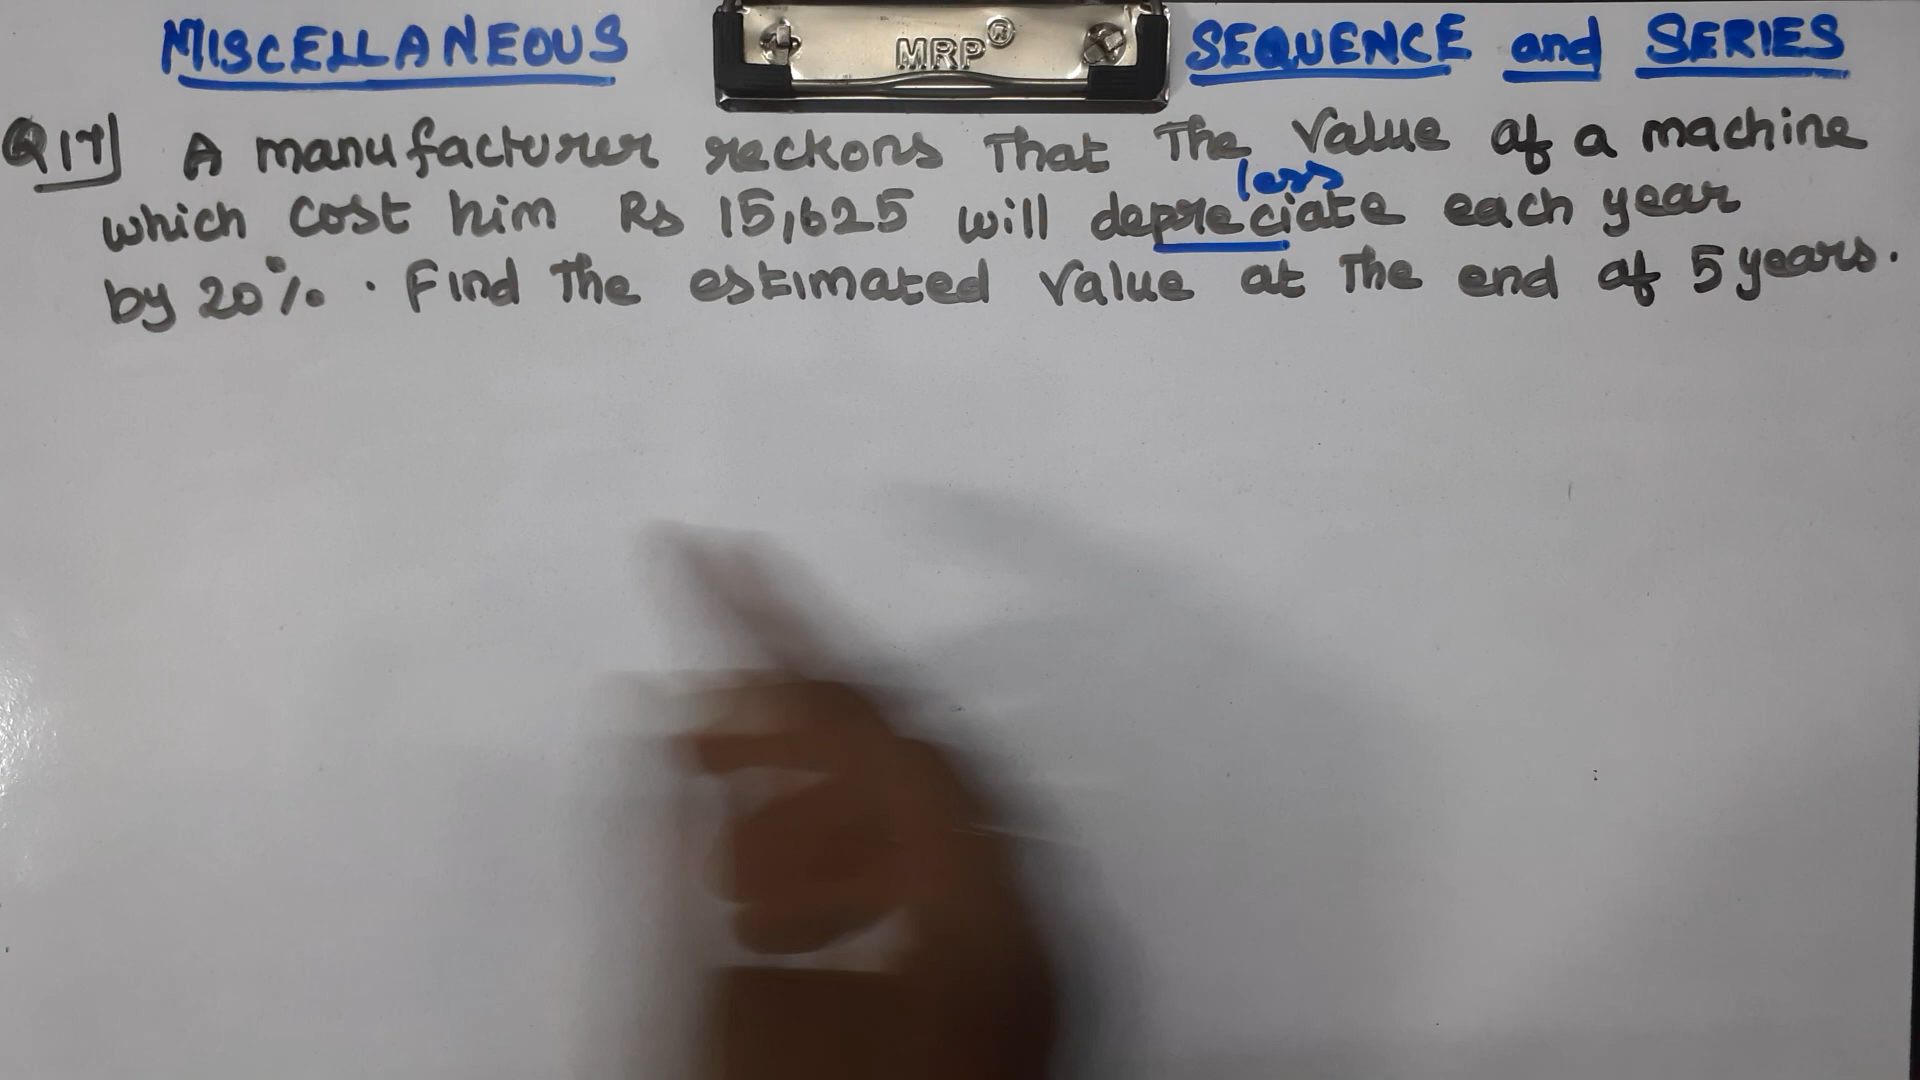 MISCELLANEOUS
MRP®
SEQUENCE and SERIES
Q17] A manufacturer reckons That The Value of a machine
less
which cost him Rs 15,625 will depreciate each year
by 20% . Find The estimated Value at The end of 5 years.